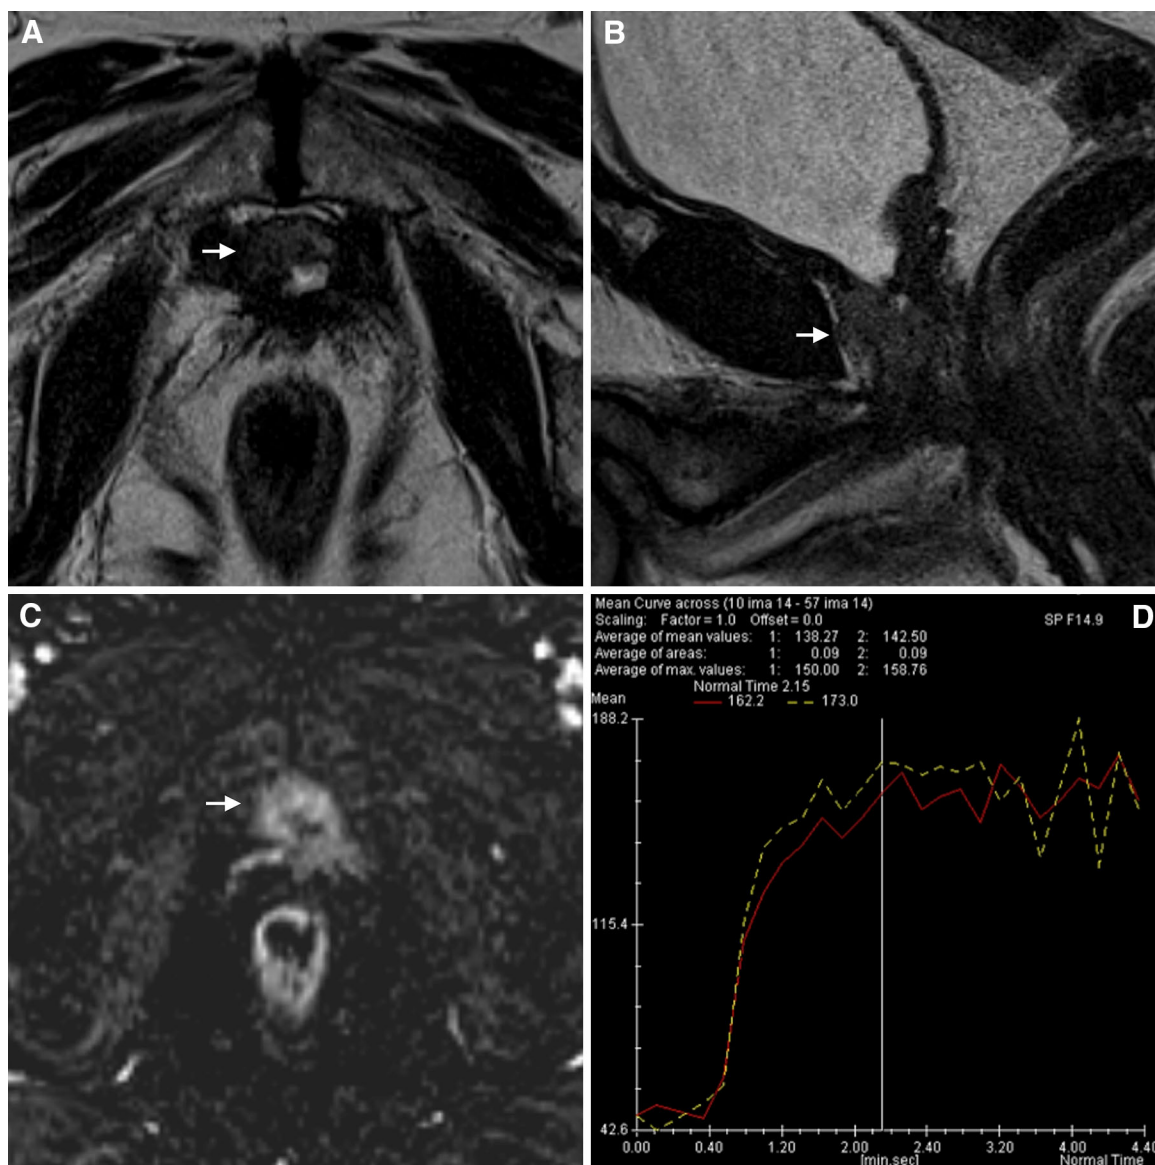 A
B
C
D
Mean Curve across (10 ima 14 - 57 ima 14)
Scaling: Factor = 1.0 Offset = 0.0 SP F14.9
Average of mean values: 1: 138.27 2: 142.50
Average of areas: 1: 0.09 2: 0.09
Average of max. values: 1: 150.00 2: 158.76
Normal Time 2.15
Mean 162.2 173.0
188.2
115.4
42.6
0.00 0.40 1.20 2.00 2.40 3.20 4.00 4.40
[min.sec] Normal Time